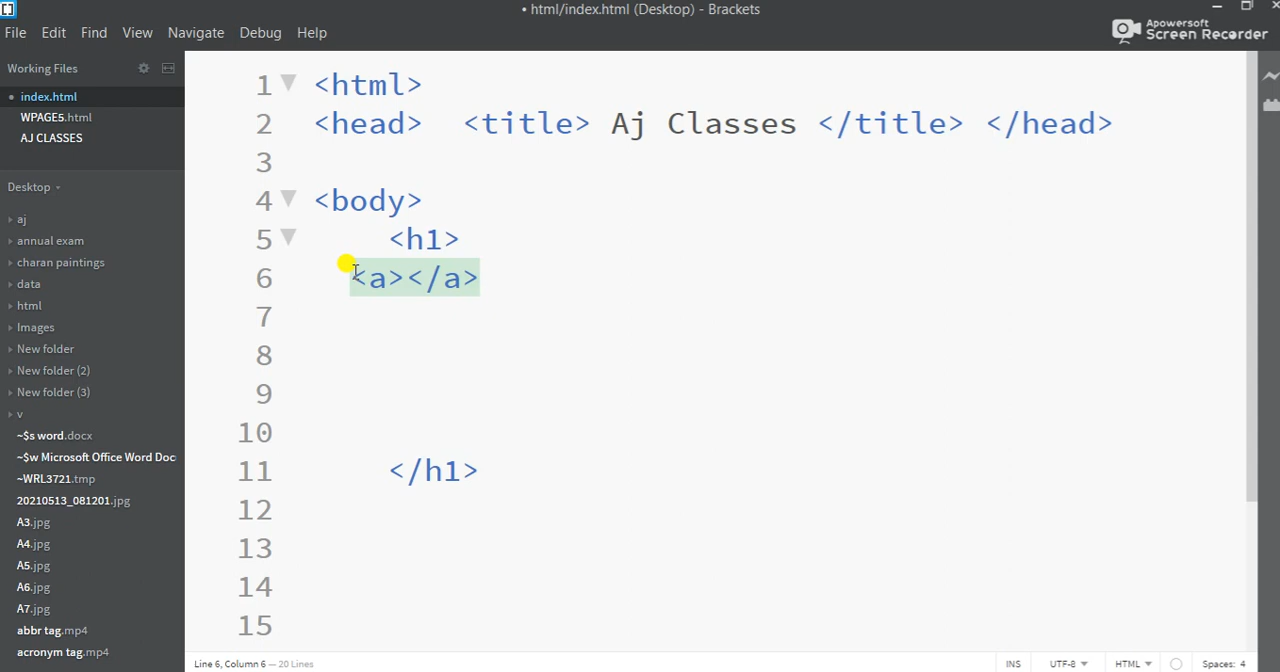 • html/index.html (Desktop) - Brackets
File Edit Find View Navigate Debug Help
Apowersoft
Screen Recorder
Working Files
• index.html
WPAGE5.html
AJ CLASSES
Desktop
aj
annual exam
charan paintings
data
html
Images
New folder
New folder (2)
New folder (3)
v
~$s word.docx
~$w Microsoft Office Word Doc
~WRL3721.tmp
20210513_081201.jpg
A3.jpg
A4.jpg
A5.jpg
A6.jpg
A7.jpg
abbr tag.mp4
acronym tag.mp4
1 <html>
2 <head> <title> Aj Classes </title> </head>
3
4 <body>
5 <h1>
6 <a></a>
7
8
9
10
11 </h1>
12
13
14
15
Line 6, Column 6 — 20 Lines
INS UTF-8 HTML Spaces: 4